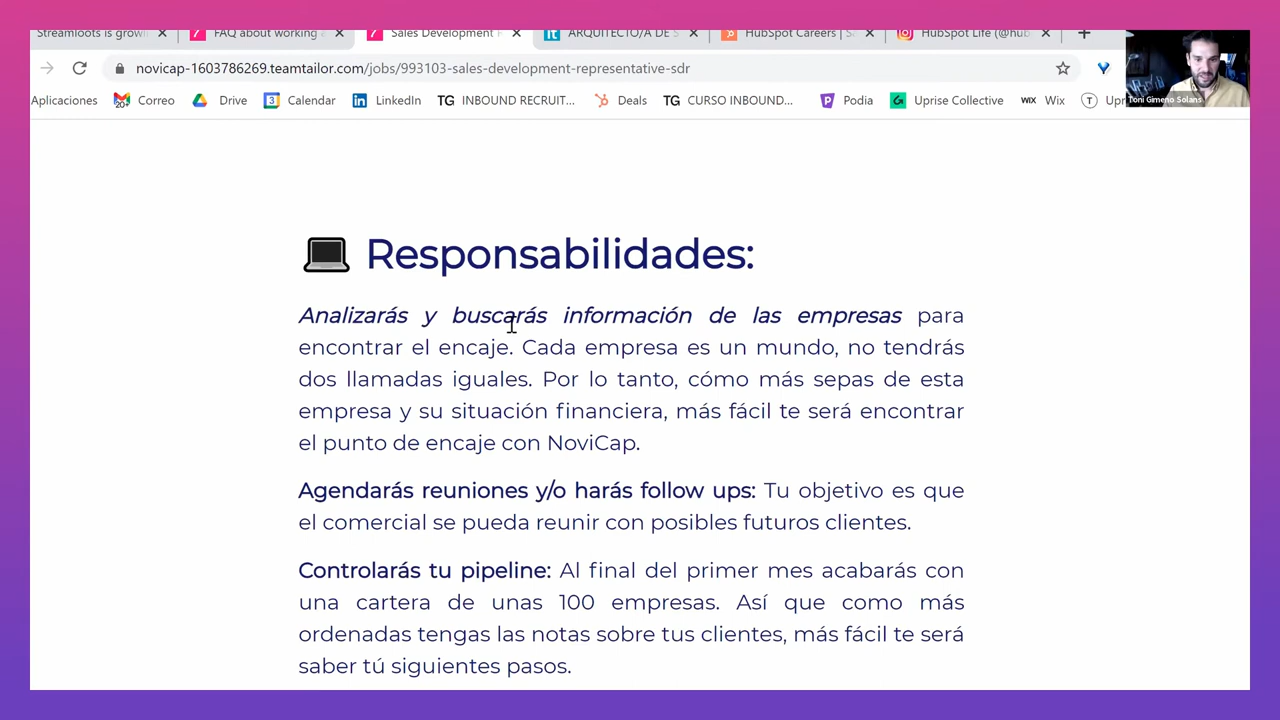 Streamloots is growi
FAQ about working a
Sales Development R
ARQUITECTO/A DE S
HubSpot Careers | Sa
HubSpot Life (@hub
novicap-1603786269.teamtailor.com/jobs/993103-sales-development-representative-sdr
Aplicaciones
20+
Correo
Drive
3
Calendar
LinkedIn
TG INBOUND RECRUIT...
Deals
TG CURSO INBOUND...
Podia
Uprise Collective
WIX Wix
Upr
Toni Gimeno Solans
Responsabilidades:
Analizarás y buscarás información de las empresas para
encontrar el encaje. Cada empresa es un mundo, no tendrás
dos llamadas iguales. Por lo tanto, cómo más sepas de esta
empresa y su situación financiera, más fácil te será encontrar
el punto de encaje con NoviCap.
Agendarás reuniones y/o harás follow ups: Tu objetivo es que
el comercial se pueda reunir con posibles futuros clientes.
Controlarás tu pipeline: Al final del primer mes acabarás con
una cartera de unas 100 empresas. Así que como más
ordenadas tengas las notas sobre tus clientes, más fácil te será
saber tú siguientes pasos.